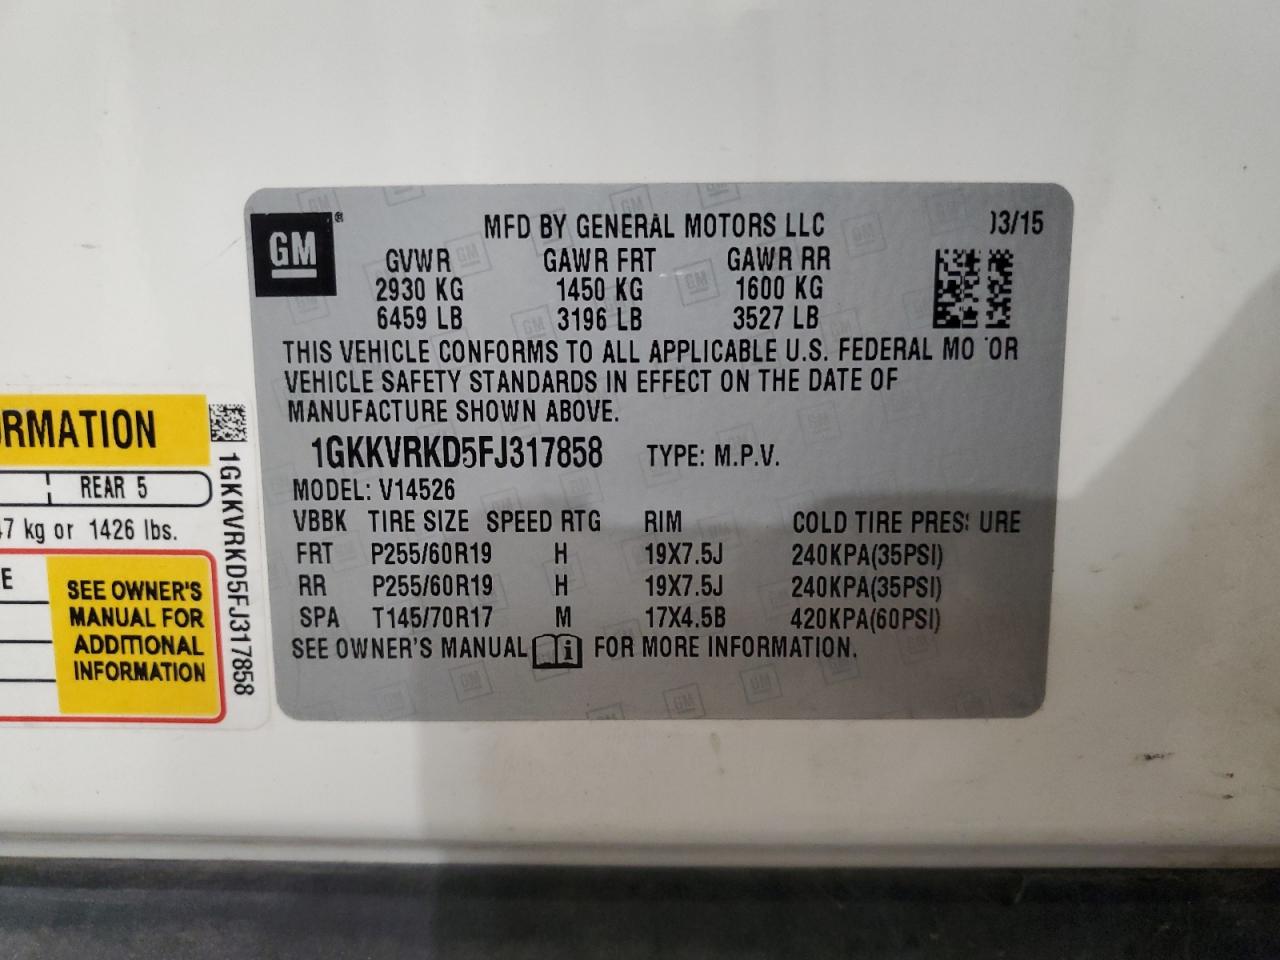 GM®
MFD BY GENERAL MOTORS LLC )3/15
GVWR GAWR FRT GAWR RR
2930 KG 1450 KG 1600 KG
6459 LB 3196 LB 3527 LB
THIS VEHICLE CONFORMS TO ALL APPLICABLE U.S. FEDERAL MO OR
VEHICLE SAFETY STANDARDS IN EFFECT ON THE DATE OF
MANUFACTURE SHOWN ABOVE.
1GKKVRKD5FJ317858 TYPE: M.P.V.
MODEL: V14526
VBBK TIRE SIZE SPEED RTG RIM COLD TIRE PRES URE
FRT P255/60R19 H 19X7.5J 240KPA(35PSI)
RR P255/60R19 H 19X7.5J 240KPA(35PSI)
SPA T145/70R17 M 17X4.5B 420KPA(60PSI)
SEE OWNER'S MANUAL i FOR MORE INFORMATION.
RMATION
REAR 5
7 kg or 1426 lbs.
E
SEE OWNER'S
MANUAL FOR
ADDITIONAL
INFORMATION
1GKKVRKD5FJ317858